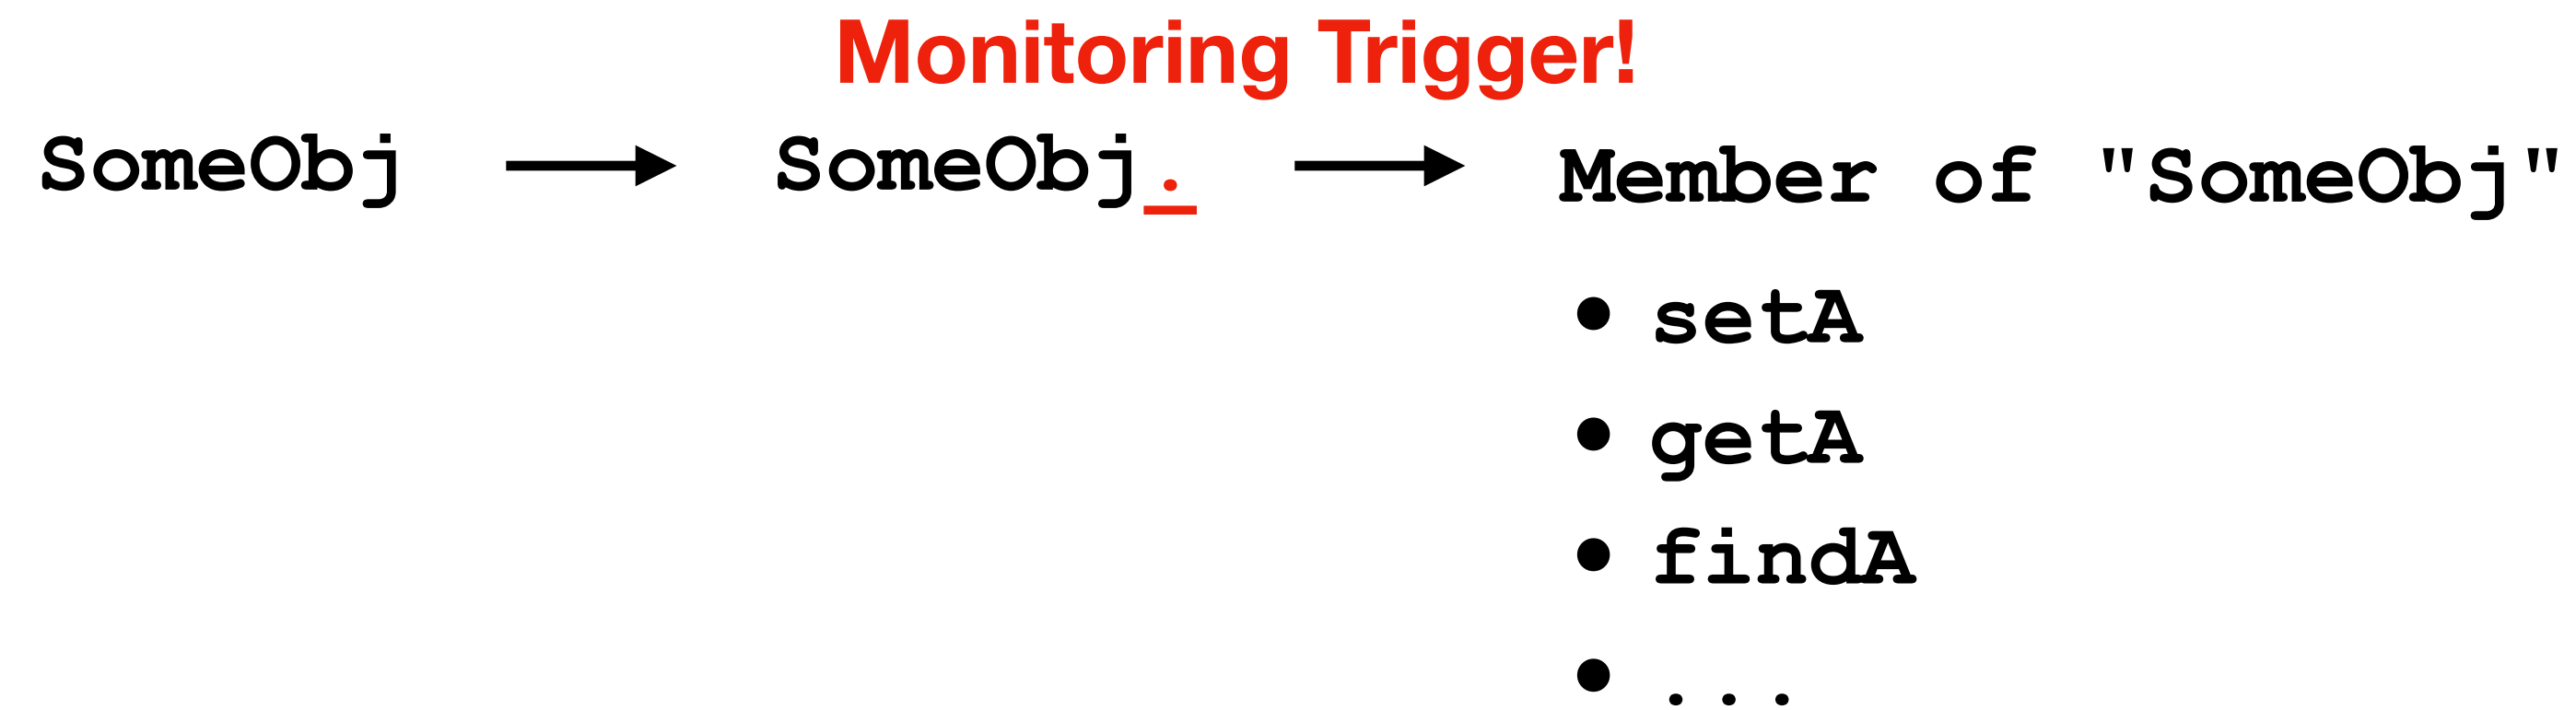 Monitoring Trigger!
SomeObj → SomeObj. → Member of "SomeObj"
• setA
• getA
• findA
• ...